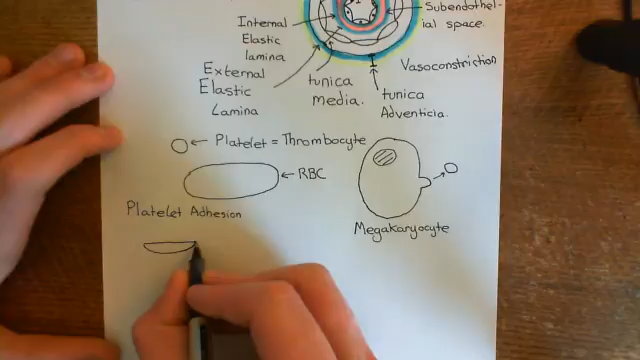 Internal
Elastic
lamina
Subendothel-
ial space.
External
Elastic
Lamina
tunica
media.
Vasoconstriction
tunica
Adventicia.
Platelet = Thrombocyte
RBC
Platelet Adhesion
Megakaryocyte